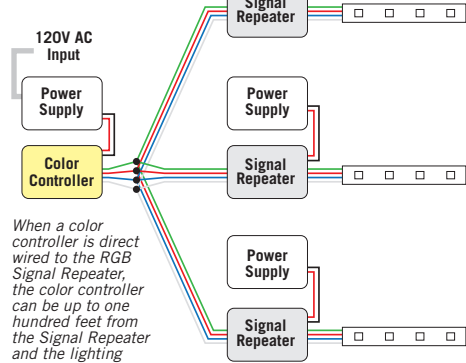 Signal
Repeater
120V AC
Input
Power
Supply
Power
Supply
Color
Controller
Signal
Repeater
When a color
controller is direct
wired to the RGB
Signal Repeater,
the color controller
can be up to one
hundred feet from
the Signal Repeater
and the lighting
Power
Supply
Signal
Repeater